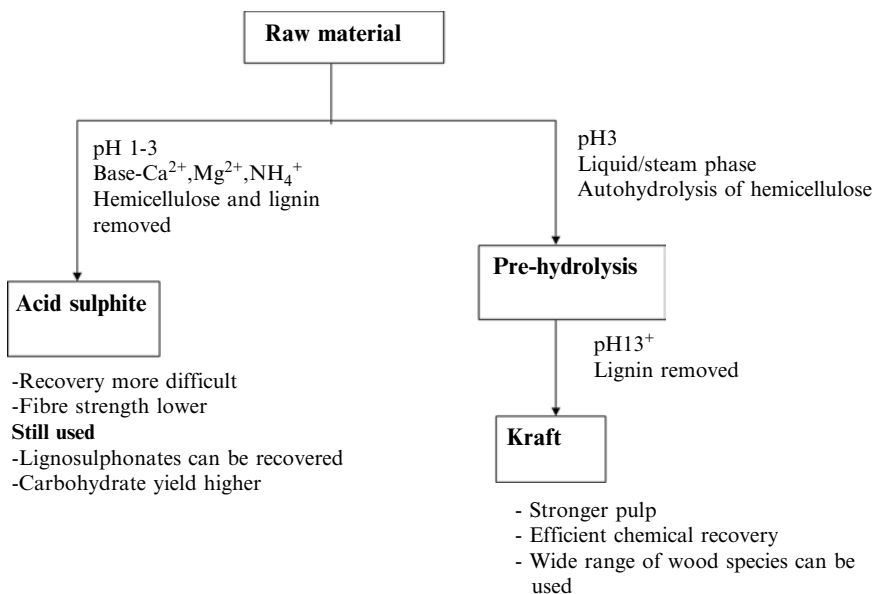 Raw material
pH 1-3
Base-Ca²⁺,Mg²⁺,NH₄⁺
Hemicellulose and lignin
removed
Acid sulphite
-Recovery more difficult
-Fibre strength lower
Still used
-Lignosulphonates can be recovered
-Carbohydrate yield higher
pH3
Liquid/steam phase
Autohydrolysis of hemicellulose
Pre-hydrolysis
pH13⁺
Lignin removed
Kraft
- Stronger pulp
- Efficient chemical recovery
- Wide range of wood species can be
used